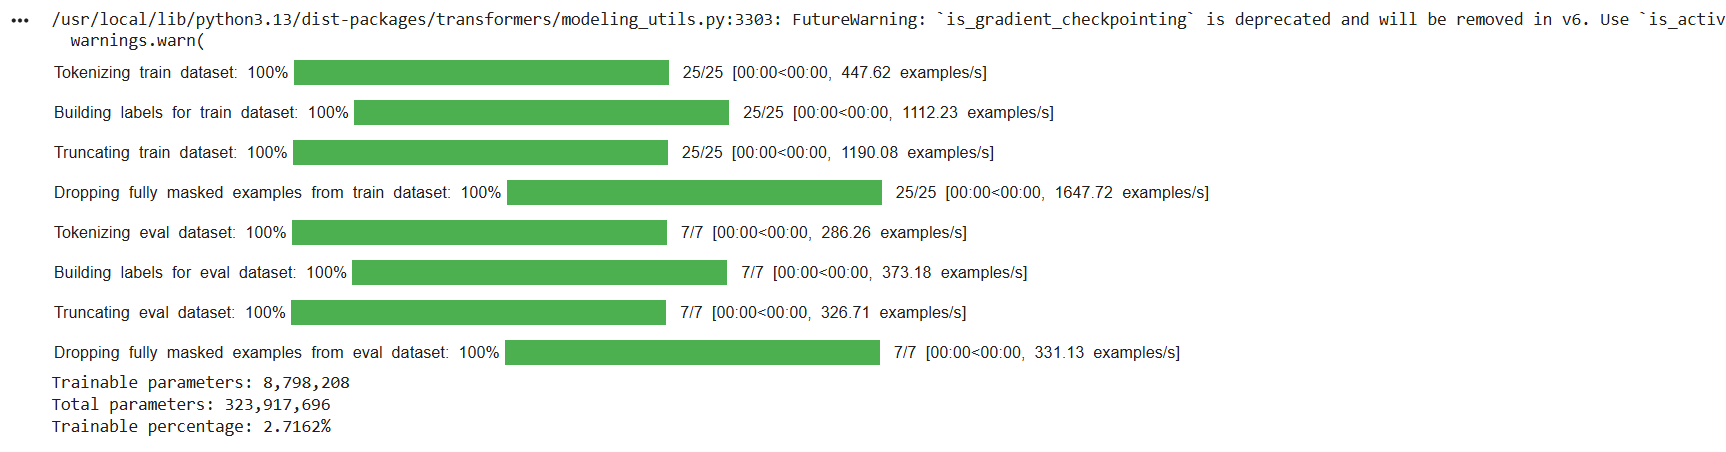 /usr/local/lib/python3.13/dist-packages/transformers/modeling_utils.py:3303: FutureWarning: `is_gradient_checkpointing` is deprecated and will be removed in v6. Use `is_activ
warnings.warn(
Tokenizing train dataset: 100% 25/25 [00:00<00:00, 447.62 examples/s]
Building labels for train dataset: 100% 25/25 [00:00<00:00, 1112.23 examples/s]
Truncating train dataset: 100% 25/25 [00:00<00:00, 1190.08 examples/s]
Dropping fully masked examples from train dataset: 100% 25/25 [00:00<00:00, 1647.72 examples/s]
Tokenizing eval dataset: 100% 7/7 [00:00<00:00, 286.26 examples/s]
Building labels for eval dataset: 100% 7/7 [00:00<00:00, 373.18 examples/s]
Truncating eval dataset: 100% 7/7 [00:00<00:00, 326.71 examples/s]
Dropping fully masked examples from eval dataset: 100% 7/7 [00:00<00:00, 331.13 examples/s]
Trainable parameters: 8,798,208
Total parameters: 323,917,696
Trainable percentage: 2.7162%